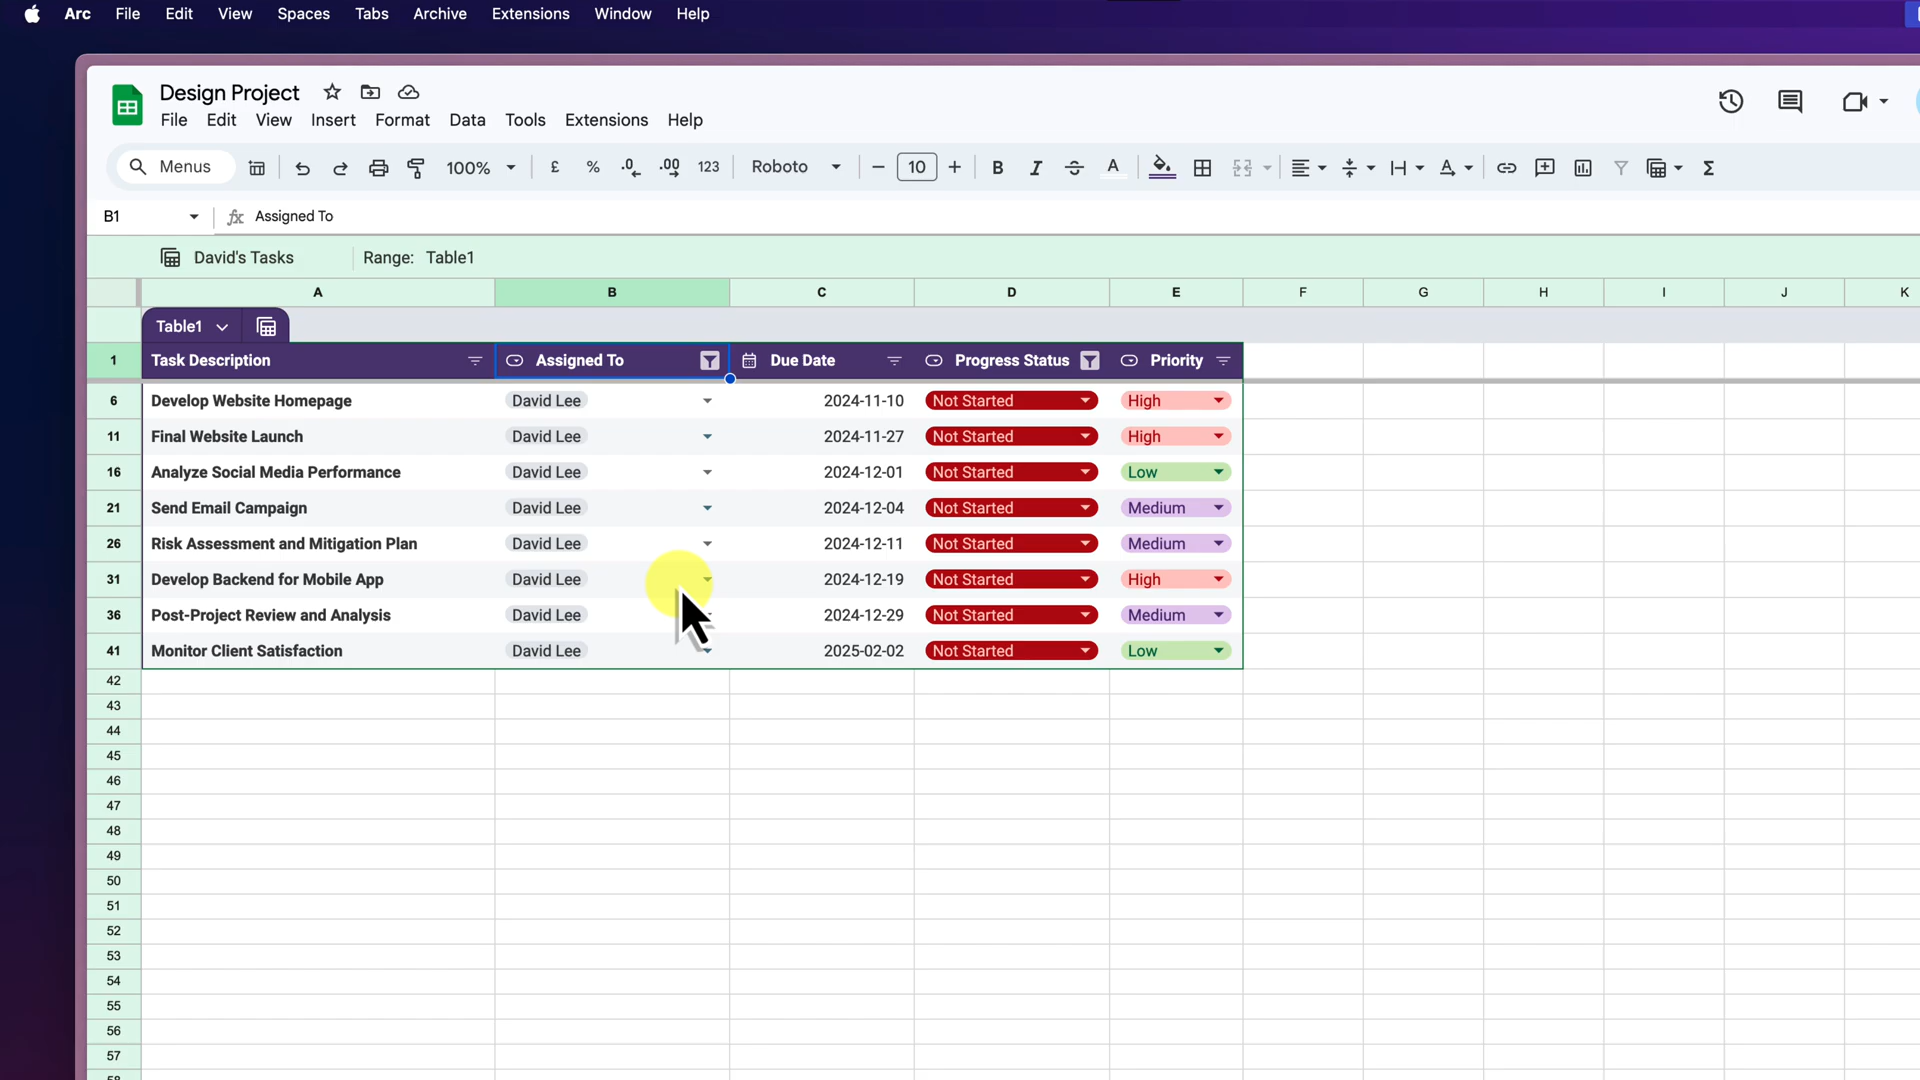 Arc File Edit View Spaces Tabs Archive Extensions Window Help
Design Project
File Edit View Insert Format Data Tools Extensions Help
Menus 100% £ % .0 .00 123 Roboto 10 B I A Σ
B1 fx Assigned To
David's Tasks Range: Table1
A B C D E F G H I J K
Table1
1 Task Description Assigned To Due Date Progress Status Priority
6 Develop Website Homepage David Lee 2024-11-10 Not Started High
11 Final Website Launch David Lee 2024-11-27 Not Started High
16 Analyze Social Media Performance David Lee 2024-12-01 Not Started Low
21 Send Email Campaign David Lee 2024-12-04 Not Started Medium
26 Risk Assessment and Mitigation Plan David Lee 2024-12-11 Not Started Medium
31 Develop Backend for Mobile App David Lee 2024-12-19 Not Started High
36 Post-Project Review and Analysis David Lee 2024-12-29 Not Started Medium
41 Monitor Client Satisfaction David Lee 2025-02-02 Not Started Low
42
43
44
45
46
47
48
49
50
51
52
53
54
55
56
57
58